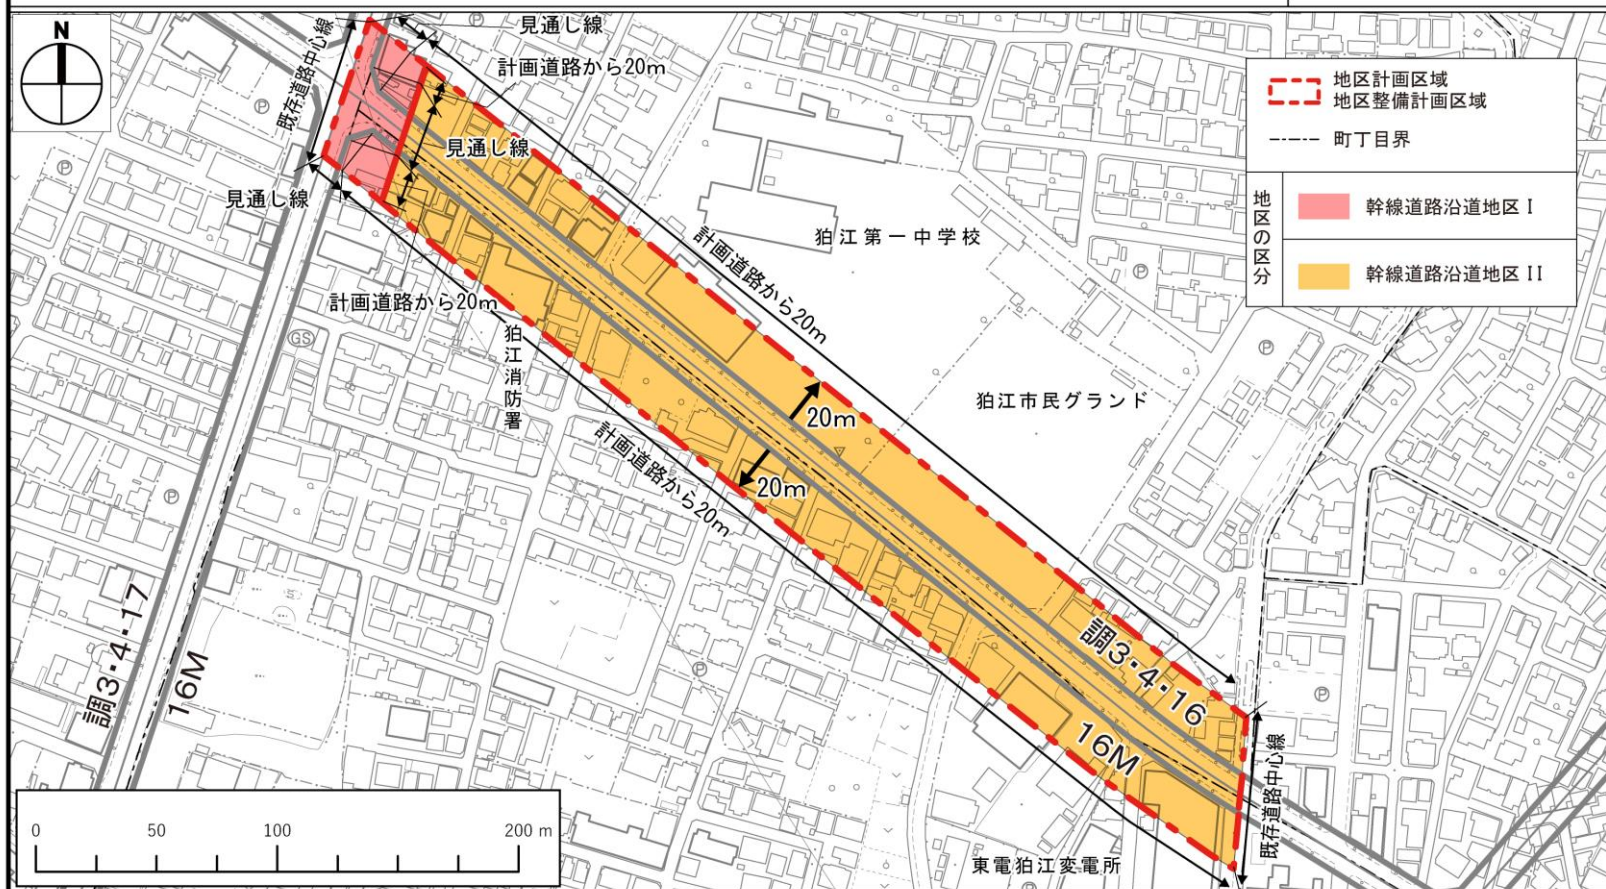 N
見通し線
既存道路中心線
計画道路から20m
見通し線
見通し線
計画道路から20m
地区計画区域
地区整備計画区域
町丁目界
地区の区分
幹線道路沿道地区 I
幹線道路沿道地区 II
狛江第一中学校
計画道路から20m
狛江消防署
GS
20m
狛江市民グランド
計画道路から20m
20m
調3・4・17
16M
調3・4・16
16M
既存道路中心線
東電狛江変電所
0 50 100 200 m
P
P
P
P
P
P
P
P